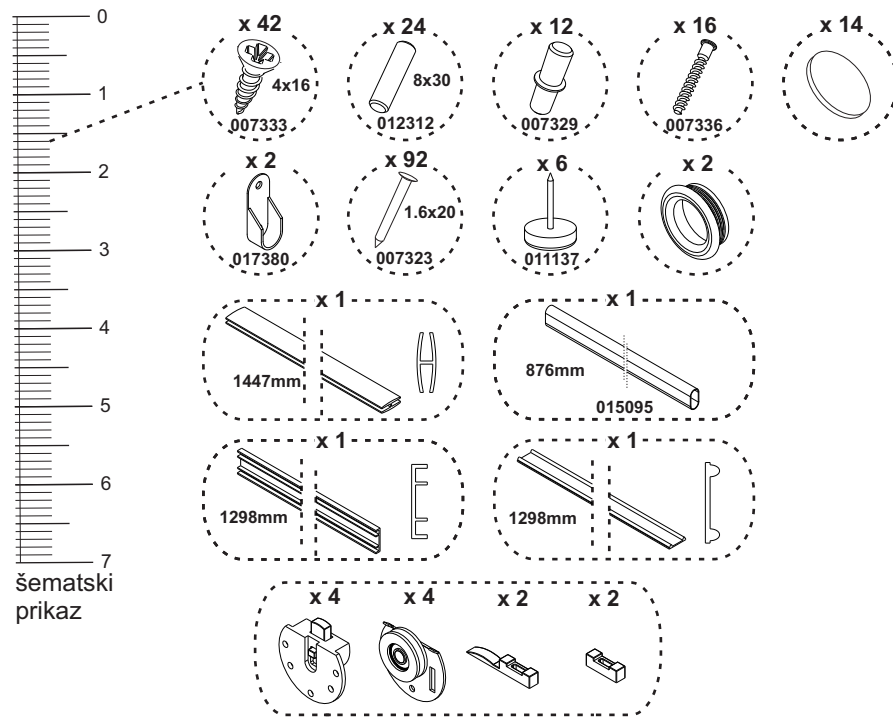 0
x 42
x 24
x 12
x 16
x 14
4x16
8x30
1
007333
012312
007329
007336
2
x 2
x 92
x 6
x 2
1.6x20
3
017380
007323
011137
x 1
x 1
4
1447mm
876mm
015095
5
x 1
x 1
6
1298mm
1298mm
7
šematski
prikaz
x 4
x 4
x 2
x 2